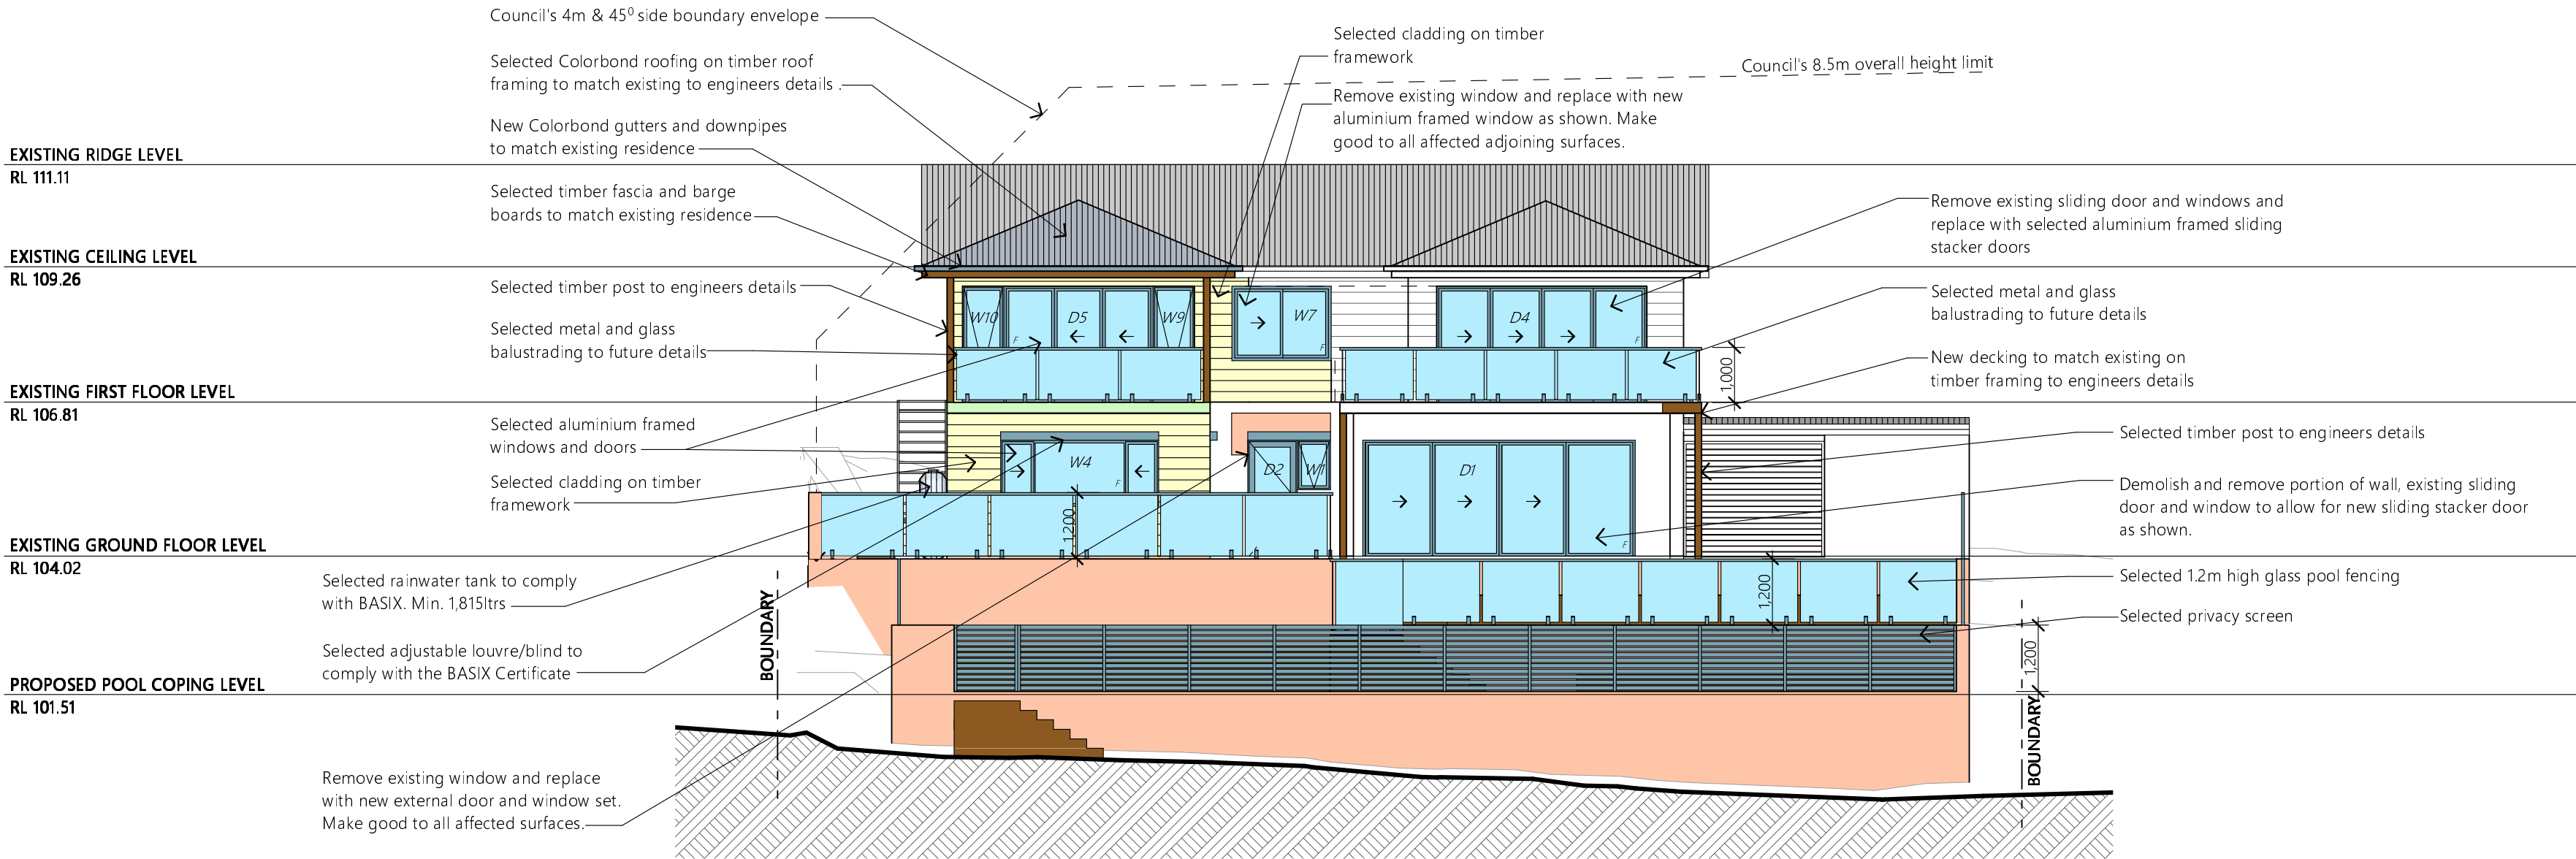 Council's 4m & 45⁰ side boundary envelope
Selected Colorbond roofing on timber roof
framing to match existing to engineers details .
New Colorbond gutters and downpipes
to match existing residence
Selected timber fascia and barge
boards to match existing residence
Selected timber post to engineers details
Selected metal and glass
balustrading to future details
Selected aluminium framed
windows and doors
Selected cladding on timber
framework
Selected rainwater tank to comply
with BASIX. Min. 1,815ltrs
Selected adjustable louvre/blind to
comply with the BASIX Certificate
Remove existing window and replace
with new external door and window set.
Make good to all affected surfaces.
EXISTING RIDGE LEVEL
RL 111.11
EXISTING CEILING LEVEL
RL 109.26
EXISTING FIRST FLOOR LEVEL
RL 106.81
EXISTING GROUND FLOOR LEVEL
RL 104.02
PROPOSED POOL COPING LEVEL
RL 101.51
Selected cladding on timber
framework
Remove existing window and replace with new
aluminium framed window as shown. Make
good to all affected adjoining surfaces.
Council's 8.5m overall height limit
W10
F
D5
W9
W7
F
D4
F
1,000
W4
F
D2
W1
D1
F
1,200
1,200
1,200
BOUNDARY
BOUNDARY
Remove existing sliding door and windows and
replace with selected aluminium framed sliding
stacker doors
Selected metal and glass
balustrading to future details
New decking to match existing on
timber framing to engineers details
Selected timber post to engineers details
Demolish and remove portion of wall, existing sliding
door and window to allow for new sliding stacker door
as shown.
Selected 1.2m high glass pool fencing
Selected privacy screen